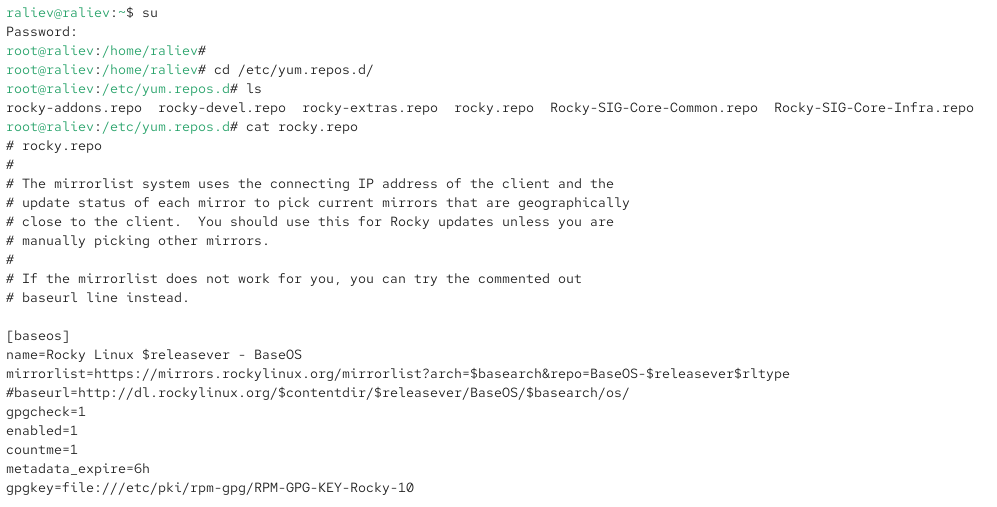 raliev@raliev:~$ su
Password:
root@raliev:/home/raliev#
root@raliev:/home/raliev# cd /etc/yum.repos.d/
root@raliev:/etc/yum.repos.d# ls
rocky-addons.repo  rocky-devel.repo  rocky-extras.repo  rocky.repo  Rocky-SIG-Core-Common.repo  Rocky-SIG-Core-Infra.repo
root@raliev:/etc/yum.repos.d# cat rocky.repo
# rocky.repo
#
# The mirrorlist system uses the connecting IP address of the client and the
# update status of each mirror to pick current mirrors that are geographically
# close to the client.  You should use this for Rocky updates unless you are
# manually picking other mirrors.
#
# If the mirrorlist does not work for you, you can try the commented out
# baseurl line instead.

[baseos]
name=Rocky Linux $releasever - BaseOS
mirrorlist=https://mirrors.rockylinux.org/mirrorlist?arch=$basearch&repo=BaseOS-$releasever$rltype
#baseurl=http://dl.rockylinux.org/$contentdir/$releasever/BaseOS/$basearch/os/
gpgcheck=1
enabled=1
countme=1
metadata_expire=6h
gpgkey=file:///etc/pki/rpm-gpg/RPM-GPG-KEY-Rocky-10